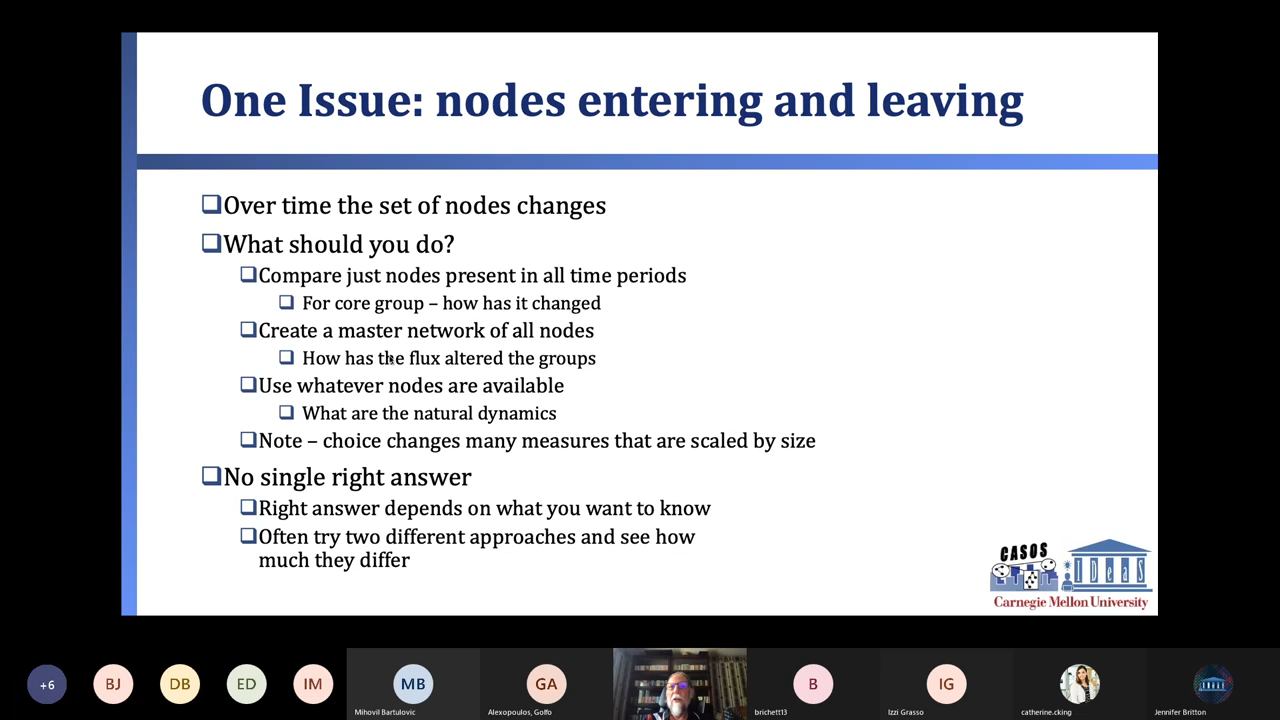 One Issue: nodes entering and leaving
Over time the set of nodes changes
What should you do?
Compare just nodes present in all time periods
For core group – how has it changed
Create a master network of all nodes
How has the flux altered the groups
Use whatever nodes are available
What are the natural dynamics
Note – choice changes many measures that are scaled by size
No single right answer
Right answer depends on what you want to know
Often try two different approaches and see how
much they differ
CASOS
IDeaS
Carnegie Mellon University
+6
BJ
DB
ED
IM
MB
GA
B
IG
Mihovil Bartulovic
Alexopoulos, Golfo
brichett13
Izzi Grasso
catherine.cking
Jennifer Britton